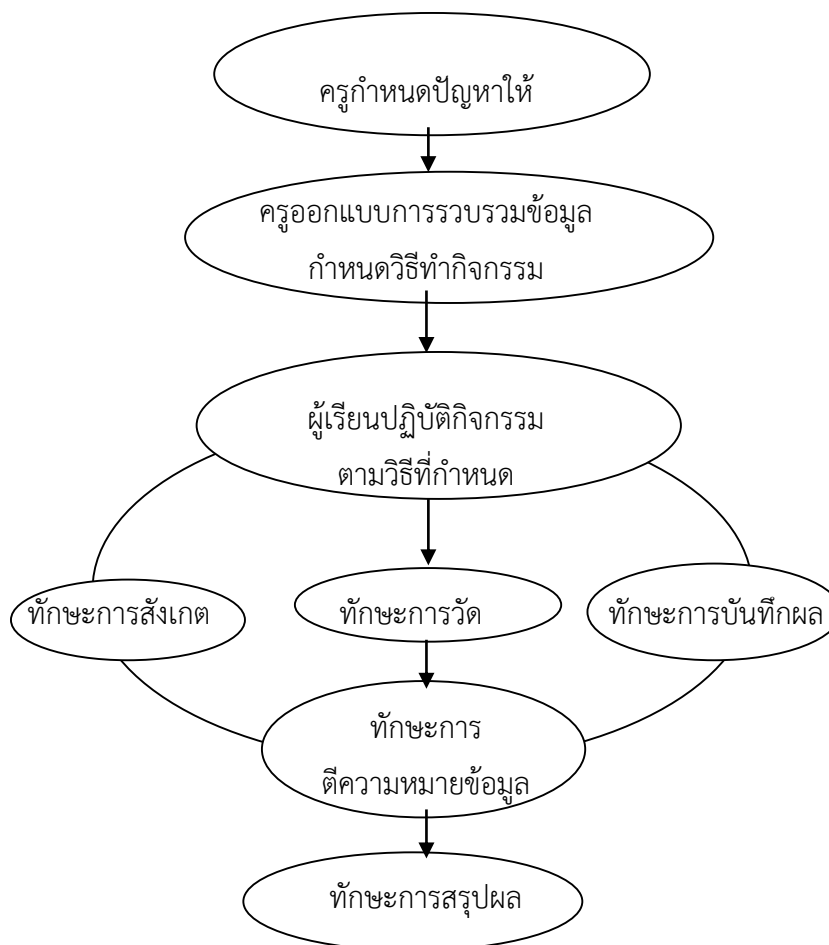 ครูกำหนดปัญหาให้
ครูออกแบบการรวบรวมข้อมูล
กำหนดวิธีทำกิจกรรม
ผู้เรียนปฏิบัติกิจกรรม
ตามวิธีที่กำหนด
ทักษะการสังเกต
ทักษะการวัด
ทักษะการบันทึกผล
ทักษะการ
ตีความหมายข้อมูล
ทักษะการสรุปผล